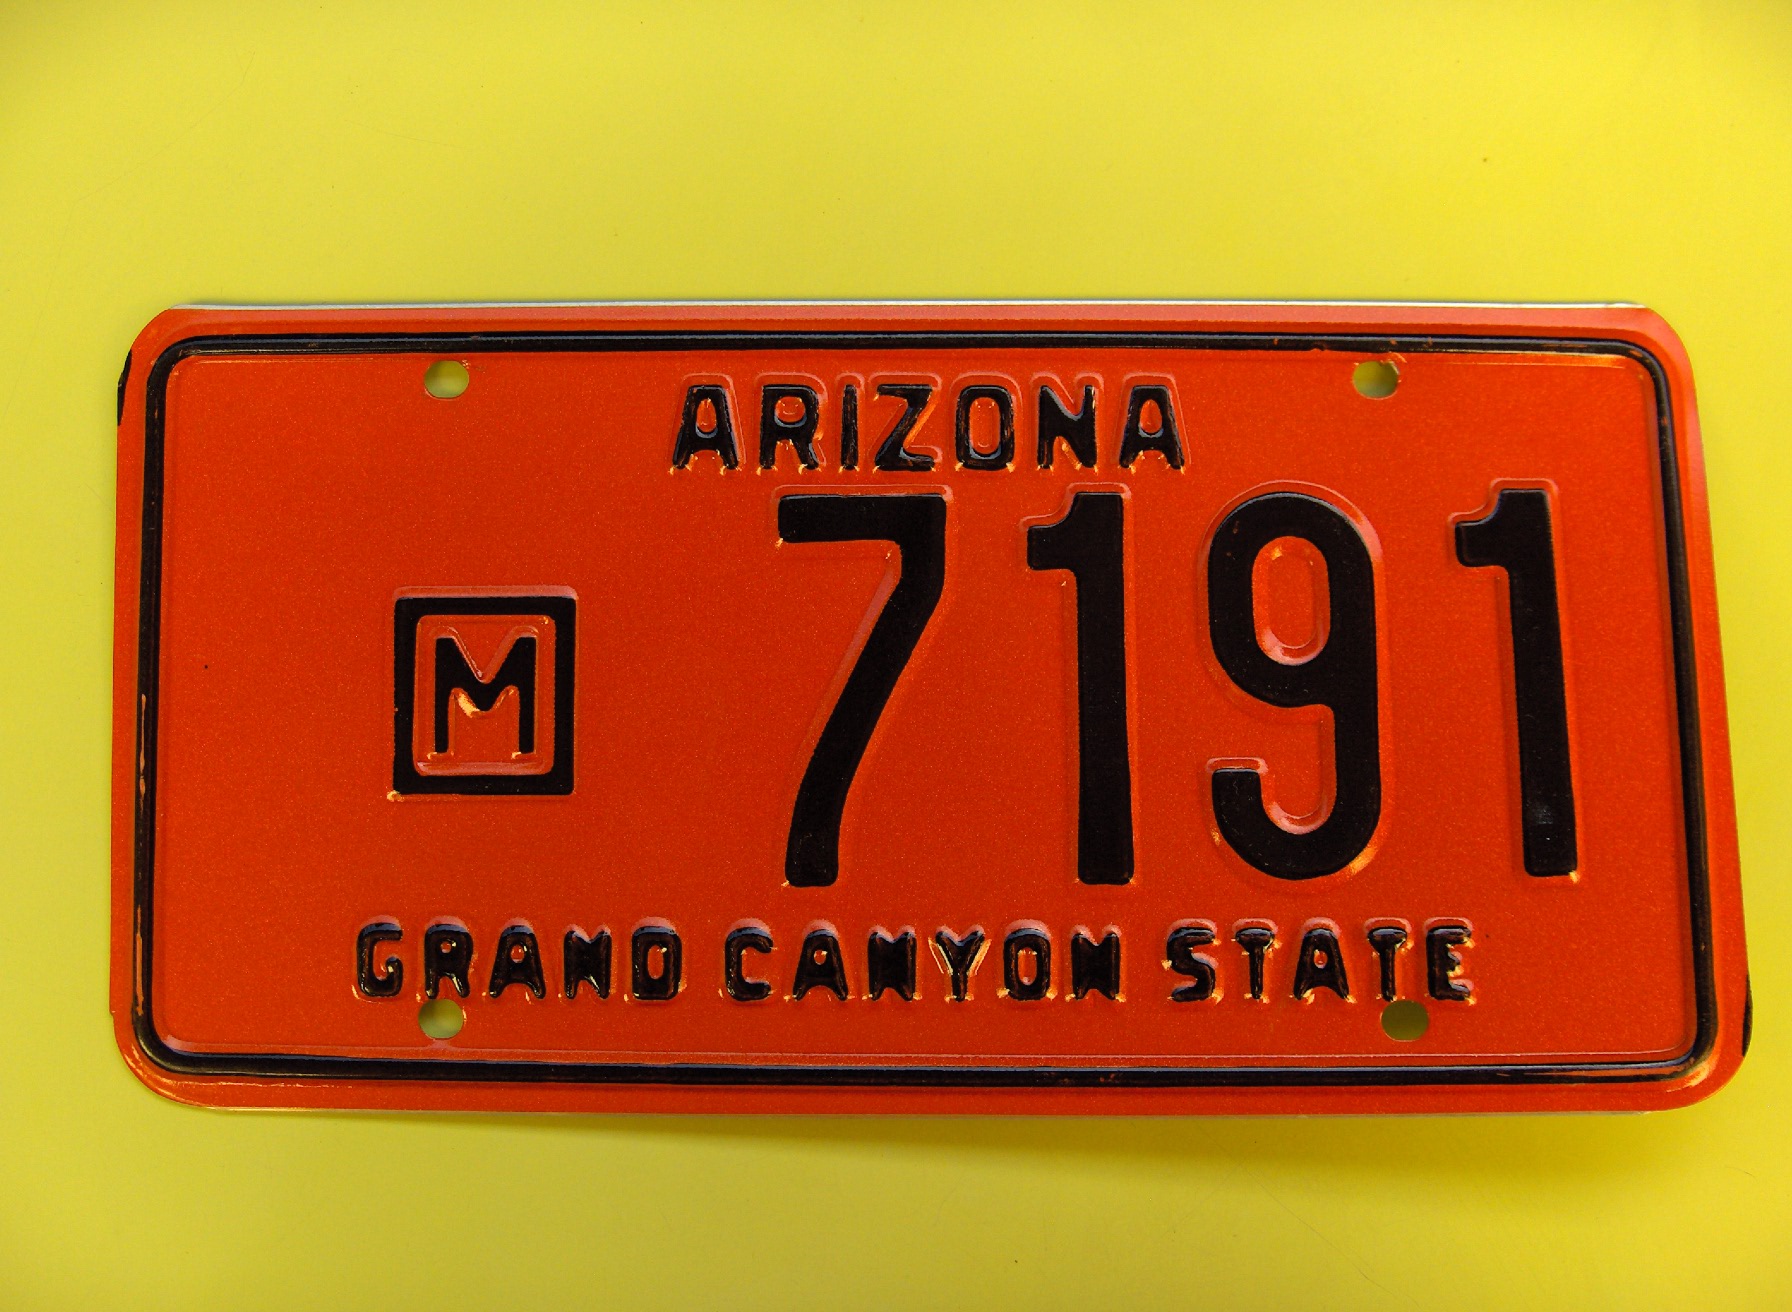 ARIZONA
M 7191
GRAND CANYON STATE